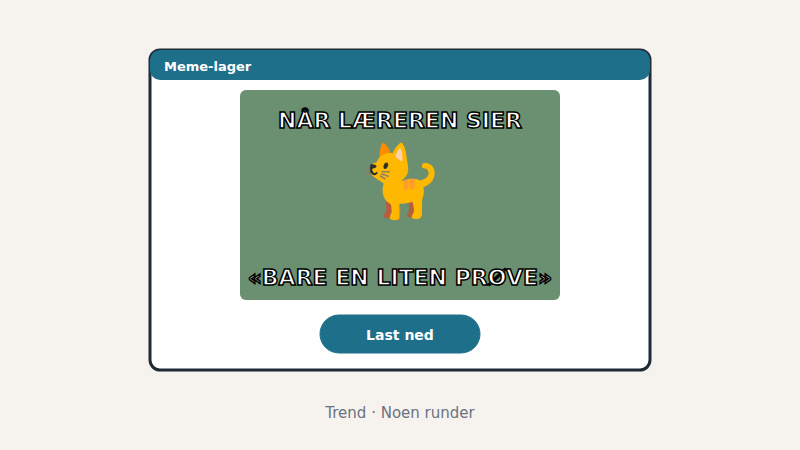 Meme-lager
NÅR LÆREREN SIER
«BARE EN LITEN PRØVE»
Last ned
Trend · Noen runder